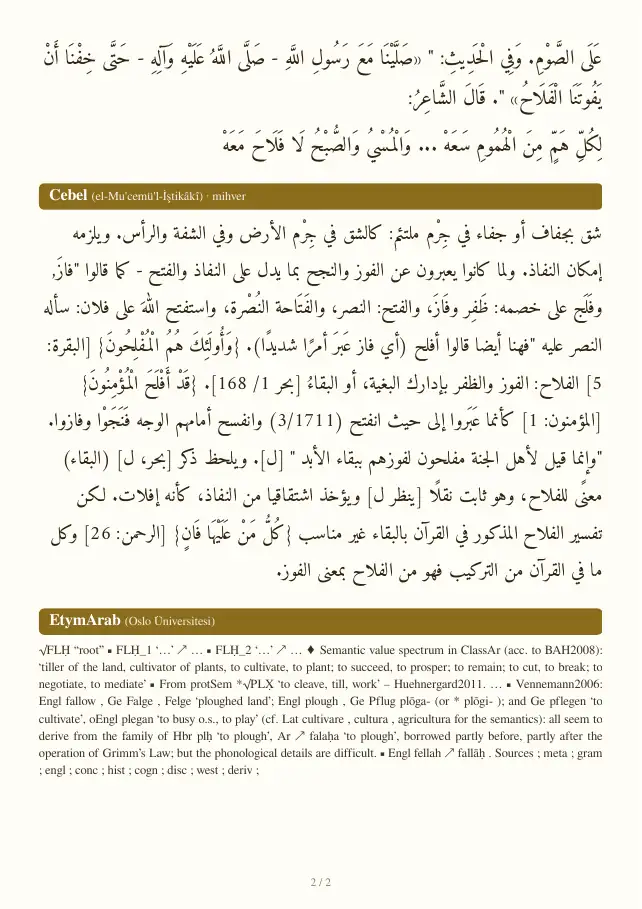 عَلَى الصَّوْمِ. وَفِي الْحَدِيثِ: " «صَلَّيْنَا مَعَ رَسُولِ اللَّهِ - صَلَّى اللَّهُ عَلَيْهِ وَآلِهِ - حَتَّى خِفْنَا أَنْ
يَفُوتَنَا الْفَلَاحُ» ". قَالَ الشَّاعِرُ:
لِكُلِّ هَمٍّ مِنَ الْهُمُومِ سَعَهْ ... وَالْمُسْيُ وَالصُّبْحُ لَا فَلَاحَ مَعَهْ
Cebel (el-Mu'cemü'l-İştikâkî) · mihver
شق بجفاف أو جفاء في جِرْم ملتئم: كالشق في جِرْم الأرض وفي الشفة والرأس. ويلزمه
إمكان النفاذ. ولما كانوا يعبرون عن الفوز والنجح بما يدل على النفاذ والفتح - كما قالوا "فازَ,
وفَلَج على خصمه: ظَفِر وفَازَ، والفتح: النصر، والفَتَاحة النُصْرة، واستفتح اللهَ على فلان: سأله
النصر عليه "فهنا أيضا قالوا أفلح (أي فاز عَبَرَ أمرًا شديدًا). {وَأُولَئِكَ هُمُ الْمُفْلِحُونَ} [البقرة:
5] الفلاح: الفوز والظفر بإدارك البغية، أو البقاءُ [بحر 1/ 168]. {قَدْ أَفْلَحَ الْمُؤْمِنُونَ}
[المؤمنون: 1] كأنما عَبَروا إلى حيث انفتح (3/1711) وانفسح أمامهم الوجه فَنَجَوْا وفازوا.
"وإنما قيل لأهل الجنة مفلحون لفوزهم ببقاء الأبد " [ل]. ويلحظ ذكر [بحر، ل] (البقاء)
معنًى للفلاح، وهو ثابت نقلًا [ينظر ل] ويؤخذ اشتقاقيا من النفاذ، كأنه إفلات. لكن
تفسير الفلاح المذكور في القرآن بالبقاء غير مناسب {كُلُّ مَنْ عَلَيْهَا فَانٍ} [الرحمن: 26] وكل
ما في القرآن من التركيب فهو من الفلاح بمعنى الفوز.
EtymArab (Oslo Üniversitesi)
√FLḤ “root” ▪ FLḤ_1 ‘…’ ↗ … ▪ FLḤ_2 ‘…’ ↗ … ♦ Semantic value spectrum in ClassAr (acc. to BAH2008):
‘tiller of the land, cultivator of plants, to cultivate, to plant; to succeed, to prosper; to remain; to cut, to break; to
negotiate, to mediate’ ▪ From protSem *√PLḤ̱ ‘to cleave, till, work’ – Huehnergard2011. … ▪ Vennemann2006:
Engl fallow , Ge Falge , Felge ‘ploughed land’; Engl plough , Ge Pflug plōga- (or * plōgi- ); and Ge pflegen ‘to
cultivate’, oEngl plegan ‘to busy o.s., to play’ (cf. Lat cultivare , cultura , agricultura for the semantics): all seem to
derive from the family of Hbr plḥ ‘to plough’, Ar ↗ falaḥa ‘to plough’, borrowed partly before, partly after the
operation of Grimm’s Law; but the phonological details are difficult. ▪ Engl fellah ↗ fallāḥ . Sources ; meta ; gram
; engl ; conc ; hist ; cogn ; disc ; west ; deriv ;
2 / 2